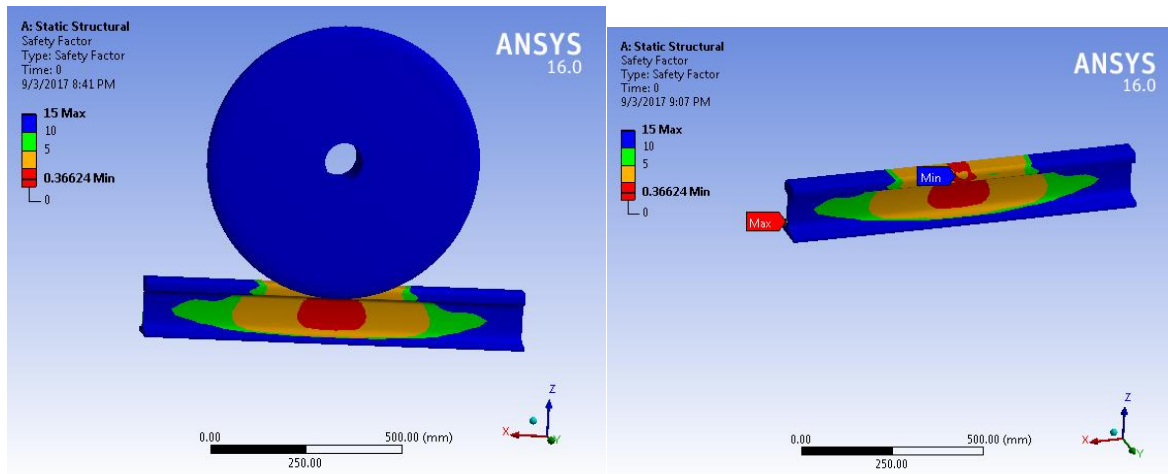 A: Static Structural
Safety Factor
Type: Safety Factor
Time: 0
9/3/2017 8:41 PM
ANSYS
16.0
15 Max
10
5
0.36624 Min
0
Z
X
Y
0.00
500.00 (mm)
250.00
A: Static Structural
Safety Factor
Type: Safety Factor
Time: 0
9/3/2017 9:07 PM
ANSYS
16.0
15 Max
10
5
0.36624 Min
0
Min
Max
Z
X
Y
0.00
500.00 (mm)
250.00